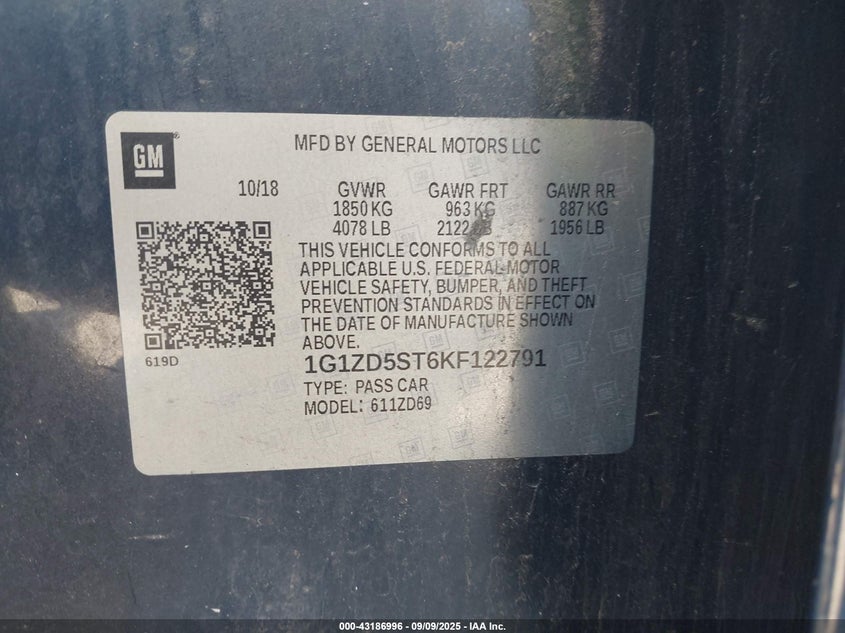 GM
MFD BY GENERAL MOTORS LLC
10/18 GVWR GAWR FRT GAWR RR
1850 KG 963 KG 887 KG
4078 LB 2122 LB 1956 LB
THIS VEHICLE CONFORMS TO ALL
APPLICABLE U.S. FEDERAL MOTOR
VEHICLE SAFETY, BUMPER, AND THEFT
PREVENTION STANDARDS IN EFFECT ON
THE DATE OF MANUFACTURE SHOWN
ABOVE.
619D
1G1ZD5ST6KF122791
TYPE: PASS CAR
MODEL: 611ZD69
000-43186996 - 09/09/2025 - IAA Inc.